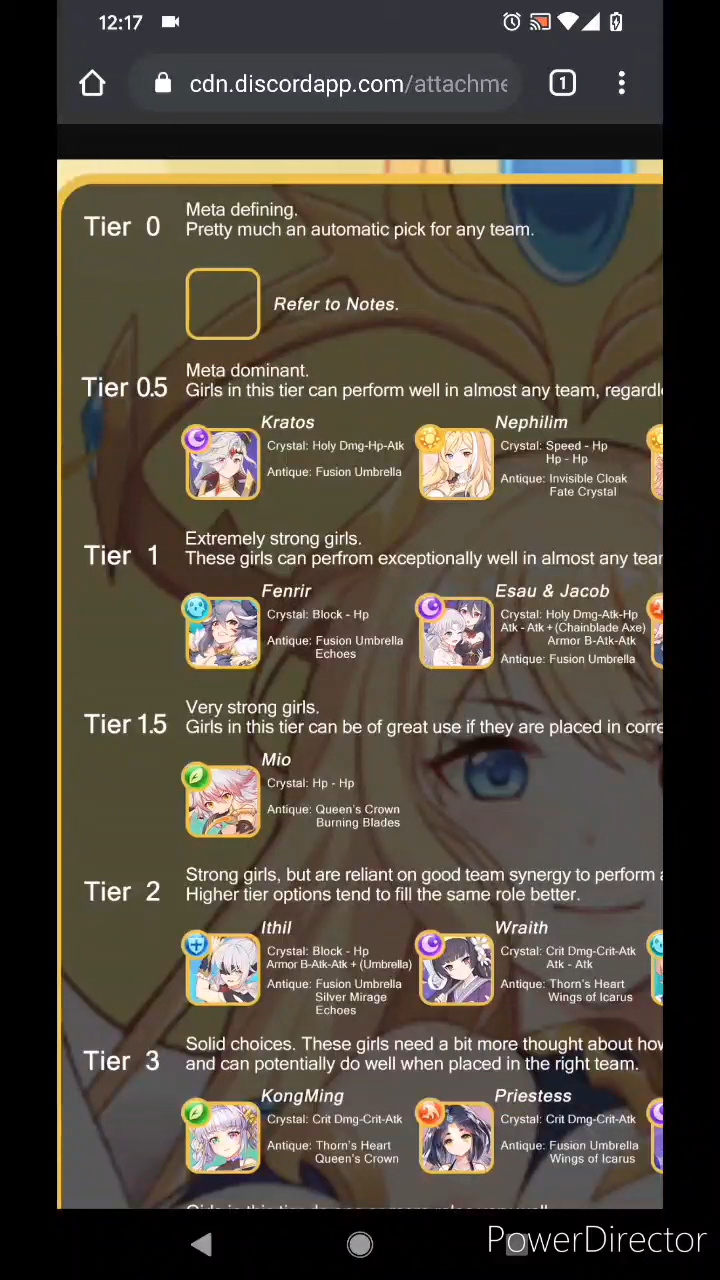 12:17
cdn.discordapp.com/attachme
1
Tier 0
Meta defining.
Pretty much an automatic pick for any team.
Refer to Notes.
Tier 0.5
Meta dominant.
Girls in this tier can perform well in almost any team, regardl
Kratos
Crystal: Holy Dmg-Hp-Atk
Antique: Fusion Umbrella
Nephilim
Crystal: Speed - Hp
Hp - Hp
Antique: Invisible Cloak
Fate Crystal
Tier 1
Extremely strong girls.
These girls can perfrom exceptionally well in almost any tear
Fenrir
Crystal: Block - Hp
Antique: Fusion Umbrella
Echoes
Esau & Jacob
Crystal: Holy Dmg-Atk-Hp
Atk - Atk + (Chainblade Axe)
Armor B-Atk-Atk
Antique: Fusion Umbrella
Tier 1.5
Very strong girls.
Girls in this tier can be of great use if they are placed in corre
Mio
Crystal: Hp - Hp
Antique: Queen's Crown
Burning Blades
Tier 2
Strong girls, but are reliant on good team synergy to perform
Higher tier options tend to fill the same role better.
Ithil
Crystal: Block - Hp
Armor B-Atk-Atk + (Umbrella)
Antique: Fusion Umbrella
Silver Mirage
Echoes
Wraith
Crystal: Crit Dmg-Crit-Atk
Atk - Atk
Antique: Thorn's Heart
Wings of Icarus
Tier 3
Solid choices. These girls need a bit more thought about how
and can potentially do well when placed in the right team.
KongMing
Crystal: Crit Dmg-Crit-Atk
Antique: Thorn's Heart
Queen's Crown
Priestess
Crystal: Crit Dmg-Crit-Atk
Antique: Fusion Umbrella
Wings of Icarus
PowerDirector